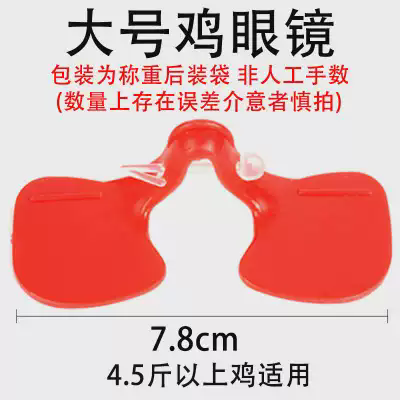 大号鸡眼镜
包装为称重后装袋 非人工手数
(数量上存在误差介意者慎拍)
7.8cm
4.5斤以上鸡适用